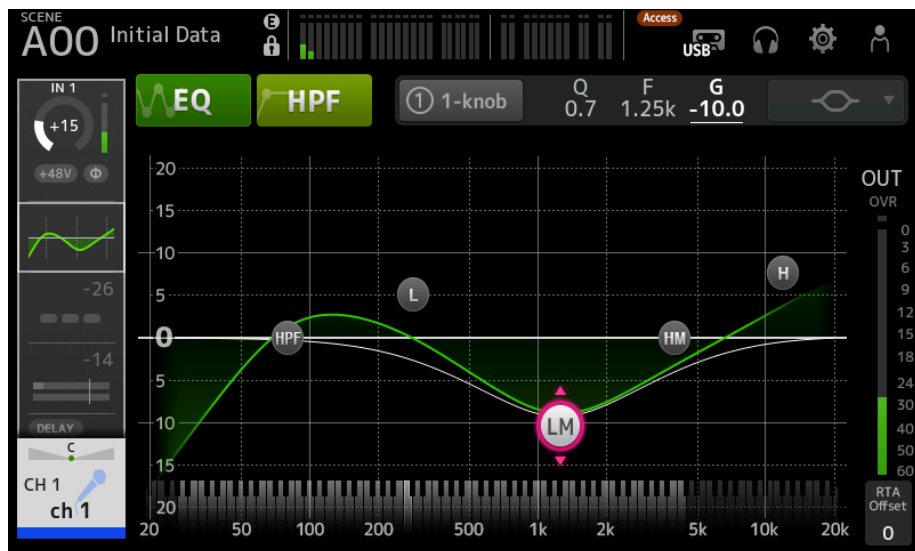 SCENE
A00 Initial Data
E
Access
USB
IN 1
+15
+48V Φ
-26
-14
DELAY
C
CH 1
ch 1
EQ
HPF
1 1-knob
Q F G
0.7 1.25k -10.0
20
15
10
5
0
5
10
15
20
L
HPF
LM
HM
H
20 50 100 200 500 1k 2k 5k 10k 20k
OUT
OVR
0
3
6
9
12
15
18
24
30
40
50
60
RTA
Offset
0